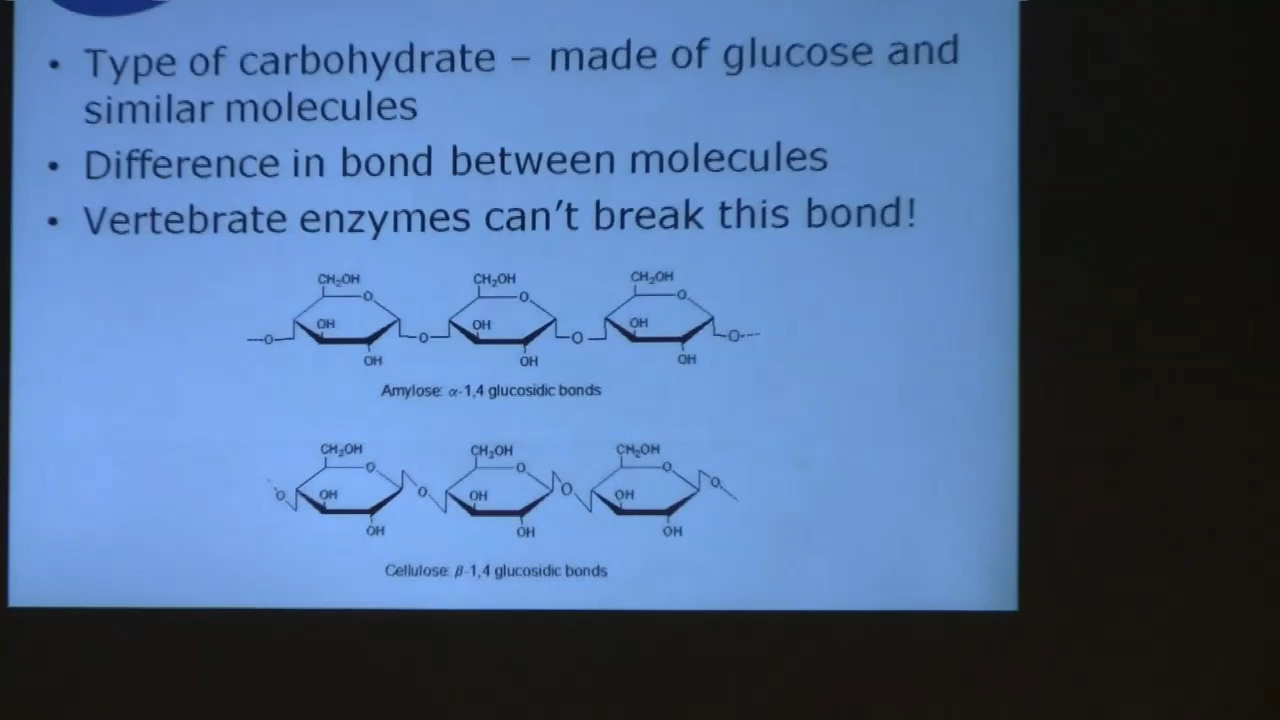 • Type of carbohydrate – made of glucose and
similar molecules
• Difference in bond between molecules
• Vertebrate enzymes can't break this bond!
CH₂OH CH₂OH CH₂OH
O O O
OH OH OH
O O O O
OH OH OH
Amylose: α-1,4 glucosidic bonds
CH₂OH CH₂OH CH₂OH
O O O
O OH O OH O OH O
OH OH OH
Cellulose: β-1,4 glucosidic bonds